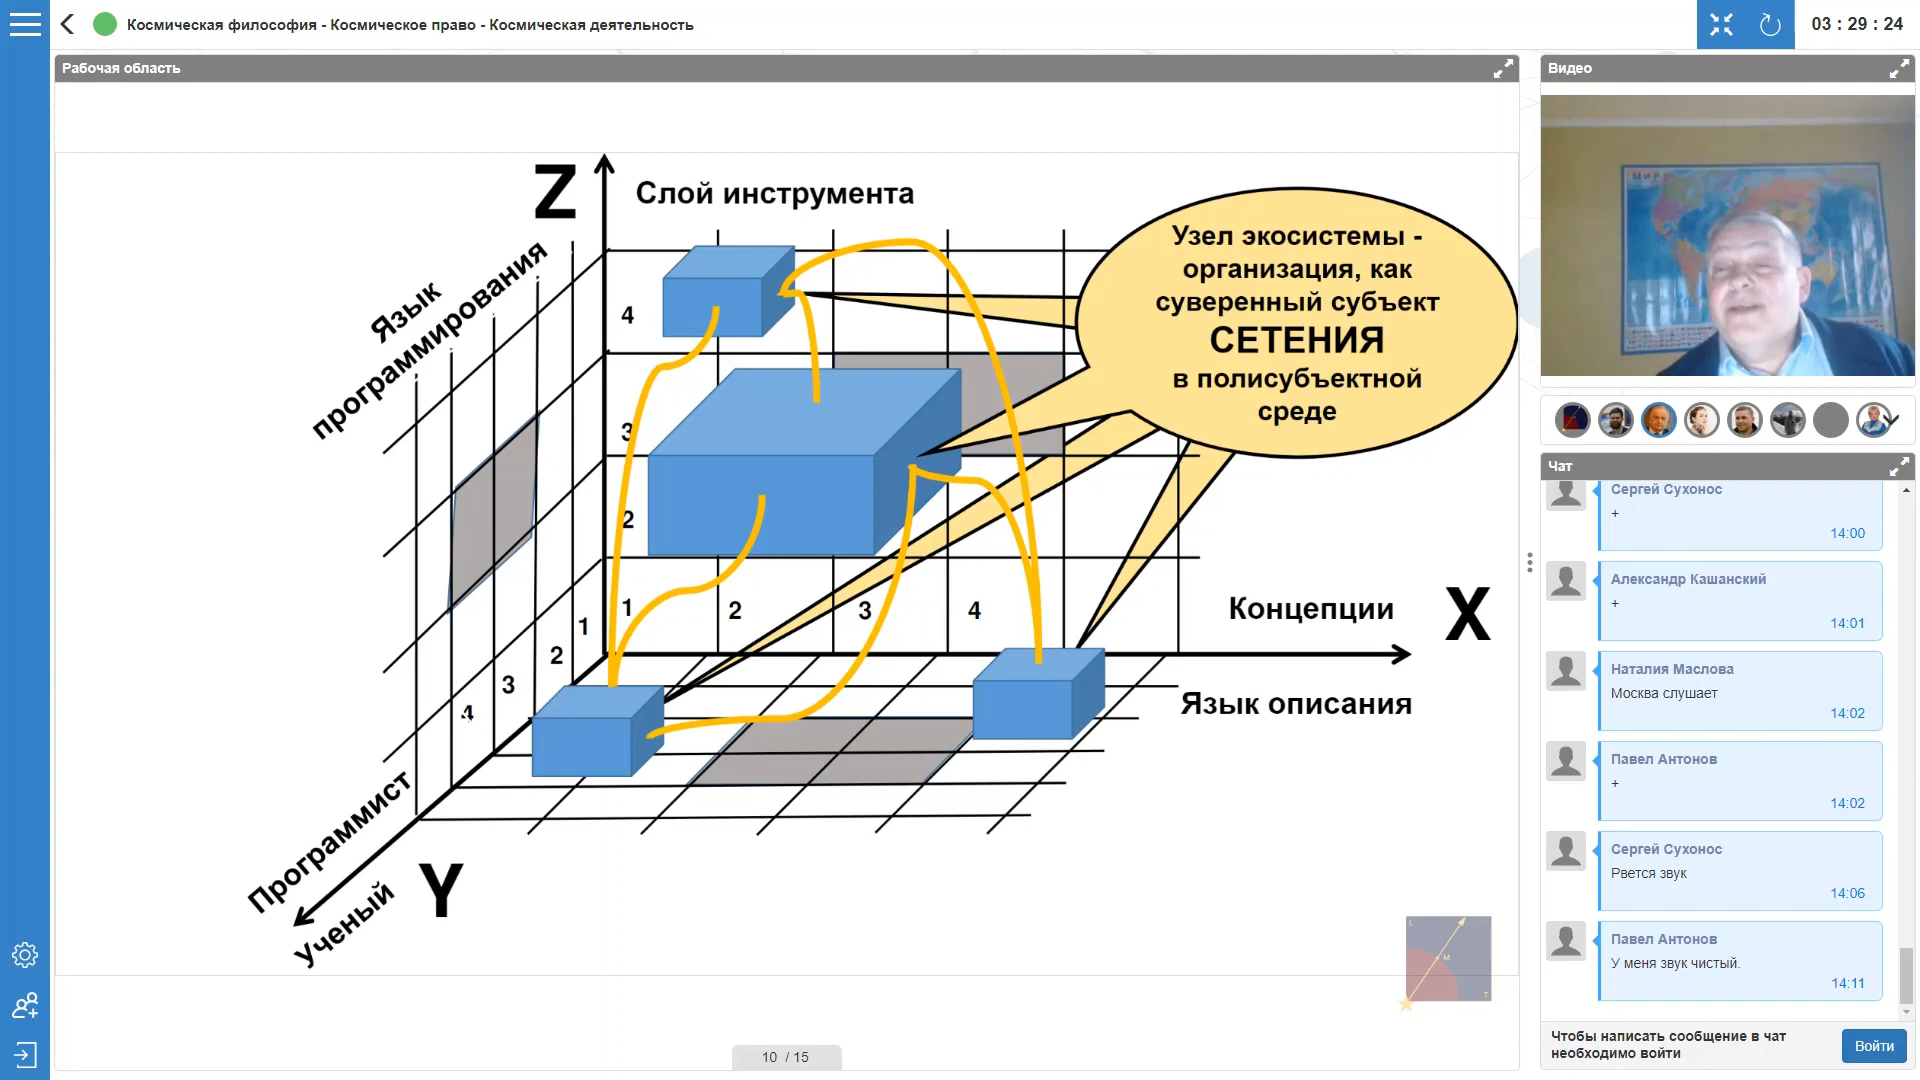 Космическая философия - Космическое право - Космическая деятельность
03 : 29 : 24
Рабочая область
Z
Слой инструмента
Язык
программирования
Узел экосистемы -
организация, как
суверенный субъект
СЕТЕНИЯ
в полисубъектной
среде
4
3
2
1
1
2
3
4
2
3
4
Концепции
X
Язык описания
Программист
Ученый
Y
L
M
T
10 / 15
Видео
МИР
Чат
Сергей Сухонос
+
14:00
Александр Кашанский
+
14:01
Наталия Маслова
Москва слушает
14:02
Павел Антонов
+
14:02
Сергей Сухонос
Рвется звук
14:06
Павел Антонов
У меня звук чистый.
14:11
Чтобы написать сообщение в чат
необходимо войти
Войти